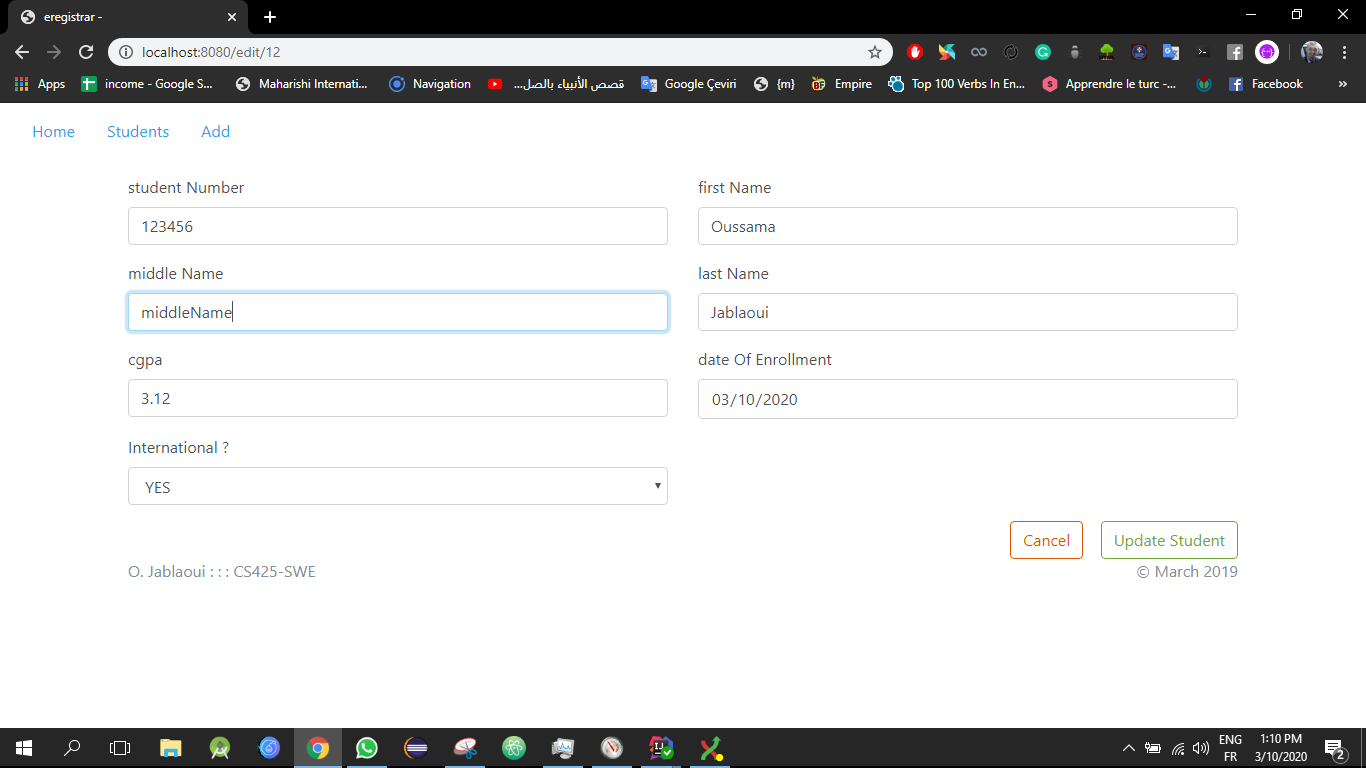 eregistrar -
localhost:8080/edit/12
Apps income - Google S... Maharishi Internati... Navigation قصص الأنبياء بالصل... Google Çeviri {m} Empire Top 100 Verbs In En... Apprendre le turc -... Facebook »
Home Students Add
student Number first Name
123456 Oussama
middle Name last Name
middleName Jablaoui
cgpa date Of Enrollment
3.12 03/10/2020
International ?
YES
Cancel Update Student
O. Jablaoui : : : CS425-SWE © March 2019
ENG 1:10 PM
FR 3/10/2020 2